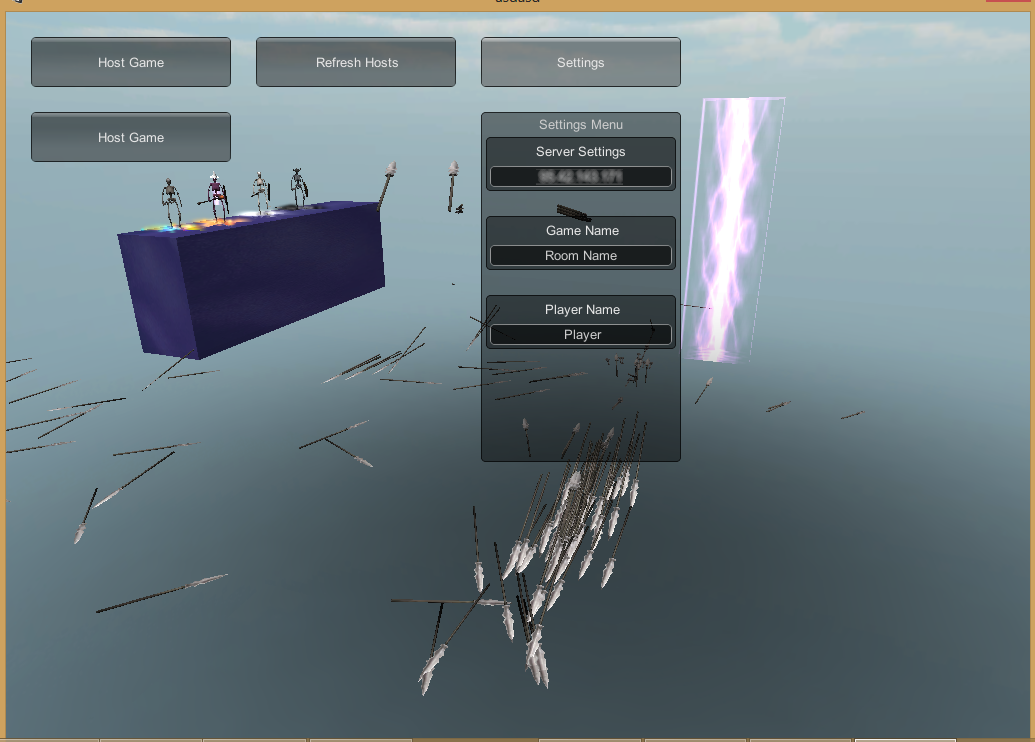 Host Game
Refresh Hosts
Settings
Host Game
Settings Menu
Server Settings
Game Name
Room Name
Player Name
Player